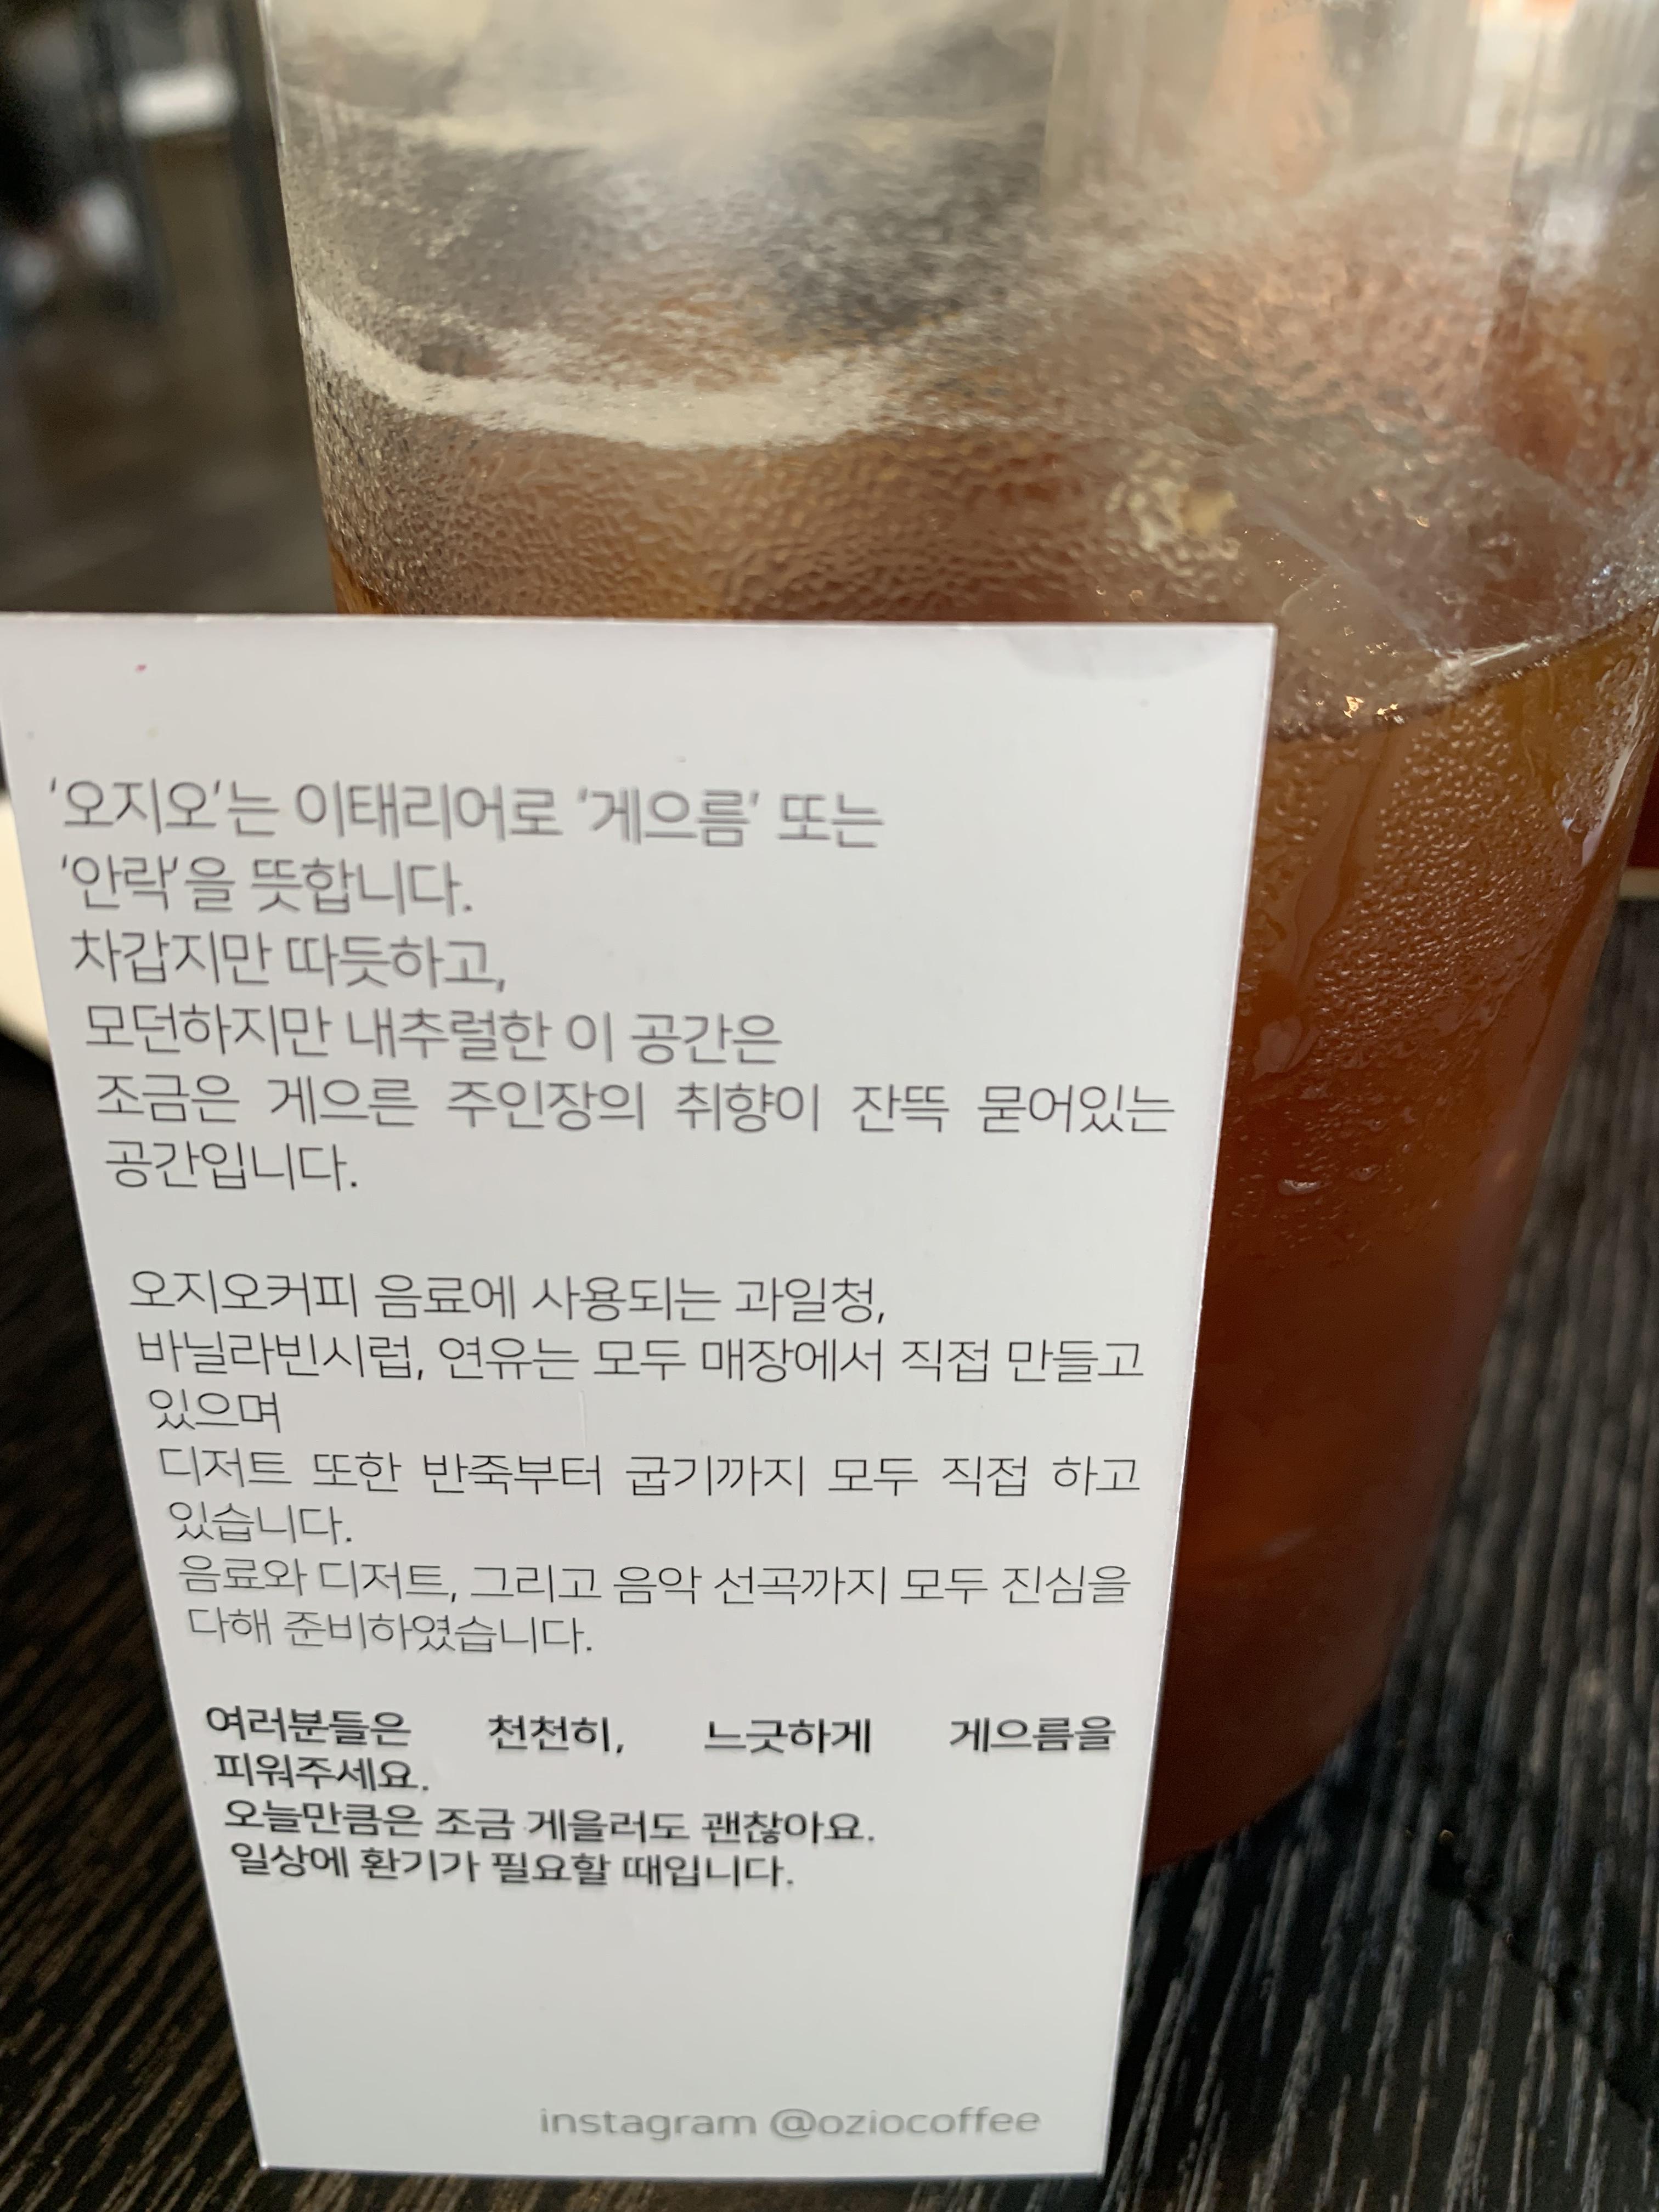 '오지오'는 이태리어로 '게으름' 또는
'안락'을 뜻합니다.
차갑지만 따듯하고,
모던하지만 내추럴한 이 공간은
조금은 게으른 주인장의 취향이 잔뜩 묻어있는
공간입니다.
오지오커피 음료에 사용되는 과일청,
바닐라빈시럽, 연유는 모두 매장에서 직접 만들고
있으며
디저트 또한 반죽부터 굽기까지 모두 직접 하고
있습니다.
음료와 디저트, 그리고 음악 선곡까지 모두 진심을
다해 준비하였습니다.
여러분들은 천천히, 느긋하게 게으름을
피워주세요.
오늘만큼은 조금 게을러도 괜찮아요.
일상에 환기가 필요할 때입니다.
instagram @oziocoffee